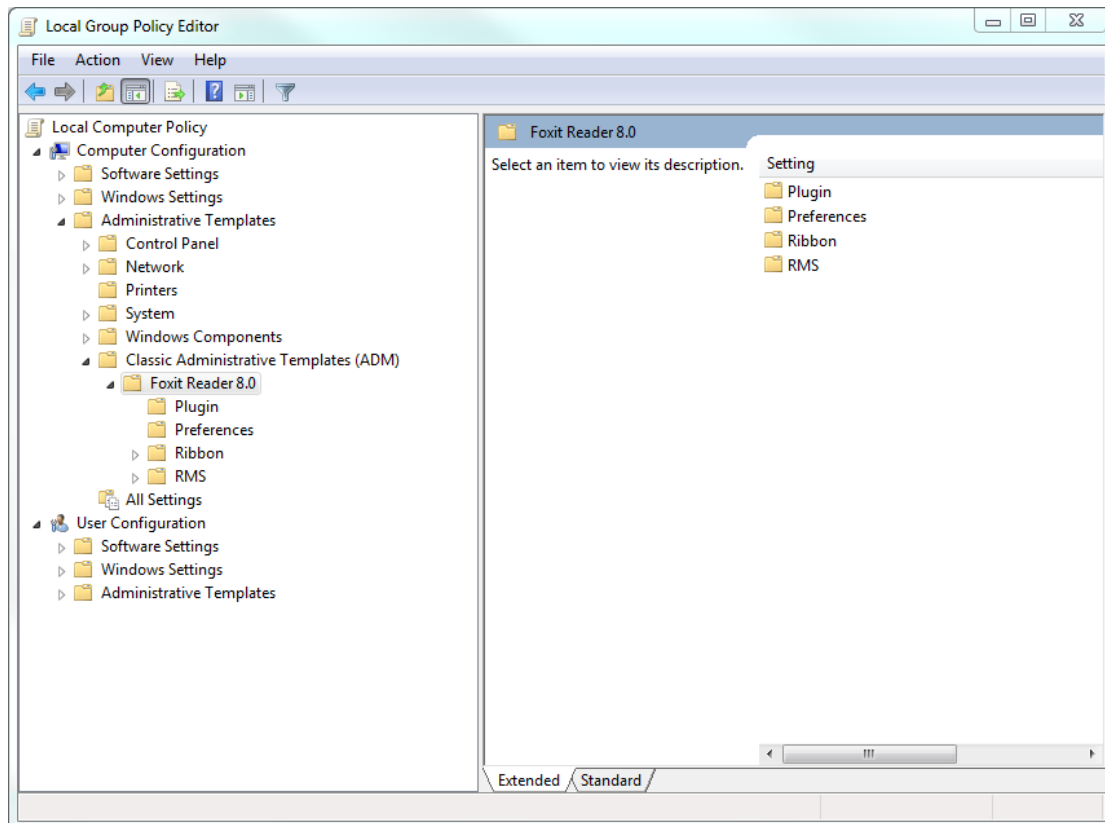 Local Group Policy Editor
File Action View Help
Local Computer Policy
Computer Configuration
Software Settings
Windows Settings
Administrative Templates
Control Panel
Network
Printers
System
Windows Components
Classic Administrative Templates (ADM)
Foxit Reader 8.0
Plugin
Preferences
Ribbon
RMS
All Settings
User Configuration
Software Settings
Windows Settings
Administrative Templates
Foxit Reader 8.0
Select an item to view its description.
Setting
Plugin
Preferences
Ribbon
RMS
Extended Standard